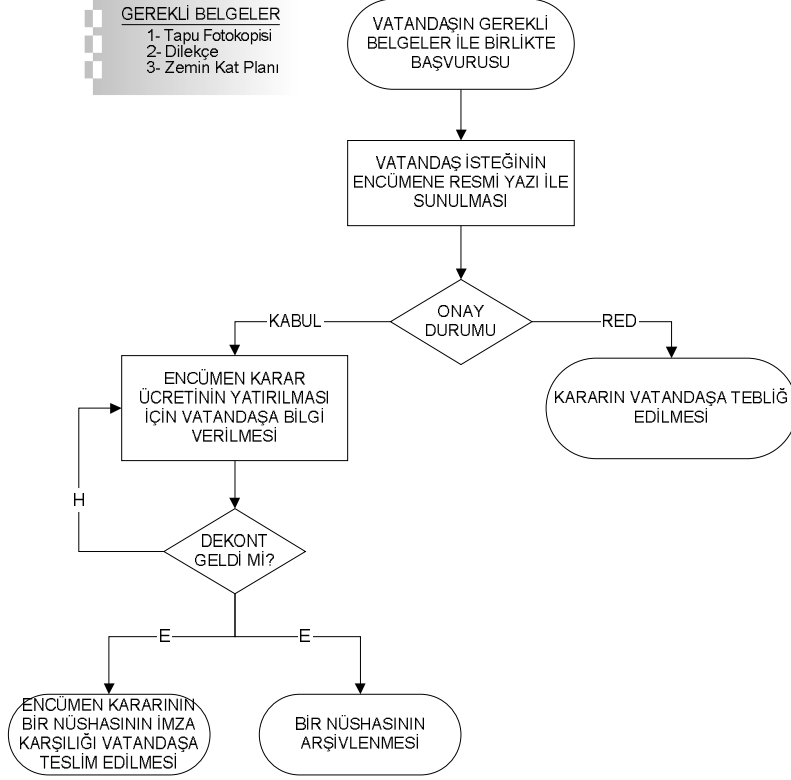 GEREKLİ BELGELER
1- Tapu Fotokopisi
2- Dilekçe
3- Zemin Kat Planı
VATANDAŞIN GEREKLİ
BELGELER İLE BİRLİKTE
BAŞVURUSU
VATANDAŞ İSTEĞİNİN
ENCÜMENE RESMİ YAZI İLE
SUNULMASI
ONAY
DURUMU
KABUL
RED
ENCÜMEN KARAR
ÜCRETİNİN YATIRILMASI
İÇİN VATANDAŞA BİLGİ
VERİLMESİ
KARARIN VATANDAŞA TEBLİĞ
EDİLMESİ
H
DEKONT
GELDİ Mİ?
E
E
ENCÜMEN KARARININ
BİR NÜSHASININ İMZA
KARŞILIĞI VATANDAŞA
TESLİM EDİLMESİ
BİR NÜSHASININ
ARŞİVLENMESİ